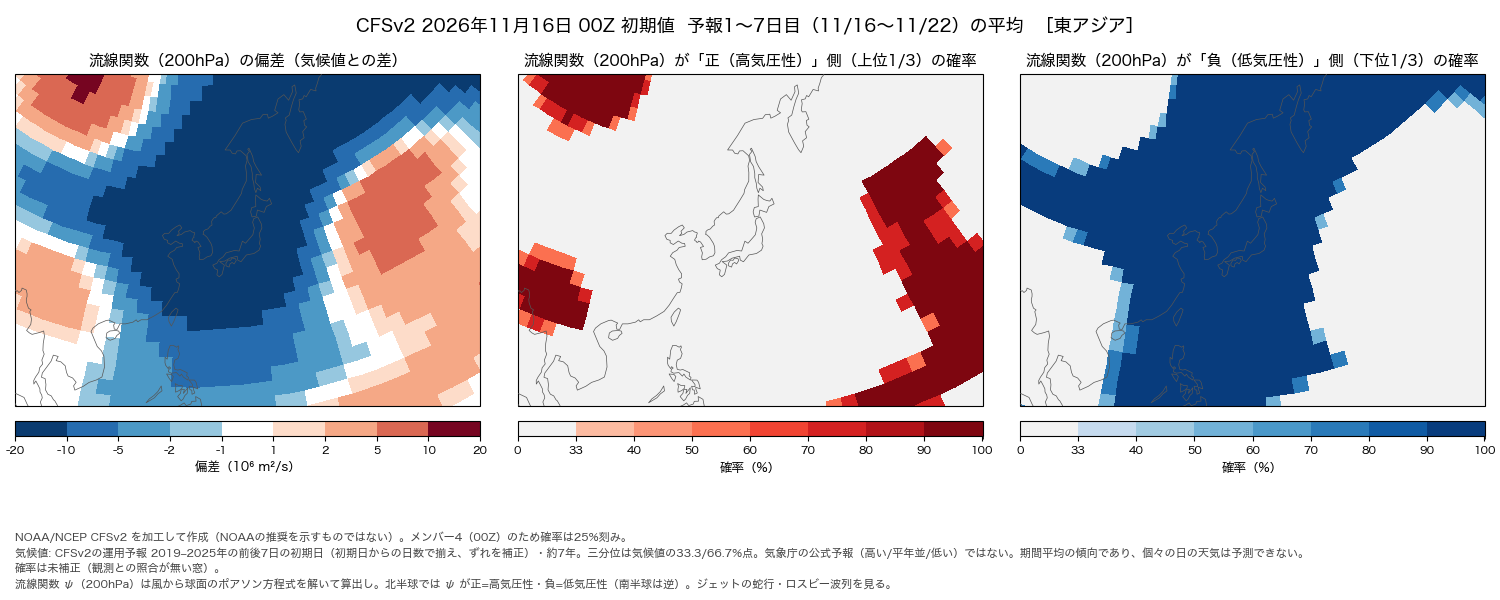 CFSv2 2026年11月16日 00Z 初期値 予報1～7日目（11/16～11/22）の平均 ［東アジア］
流線関数（200hPa）の偏差（気候値との差）
流線関数（200hPa）が「正（高気圧性）」側（上位1/3）の確率
流線関数（200hPa）が「負（低気圧性）」側（下位1/3）の確率
-20 -10 -5 -2 -1 1 2 5 10 20
偏差（10⁶ m²/s）
0 33 40 50 60 70 80 90 100
確率（%）
0 33 40 50 60 70 80 90 100
確率（%）
NOAA/NCEP CFSv2 を加工して作成（NOAAの推奨を示すものではない）。メンバー4（00Z）のため確率は25%刻み。
気候値: CFSv2の運用予報 2019–2025年の前後7日の初期日（初期日からの日数で揃え、ずれを補正）・約7年。三分位は気候値の33.3/66.7%点。気象庁の公式予報（高い/平年並/低い）ではない。期間平均の傾向であり、個々の日の天気は予測できない。
確率は未補正（観測との照合が無い窓）。
流線関数 ψ（200hPa）は風から球面のポアソン方程式を解いて算出し。北半球では ψ が正=高気圧性・負=低気圧性（南半球は逆）。ジェットの蛇行・ロスビー波列を見る。